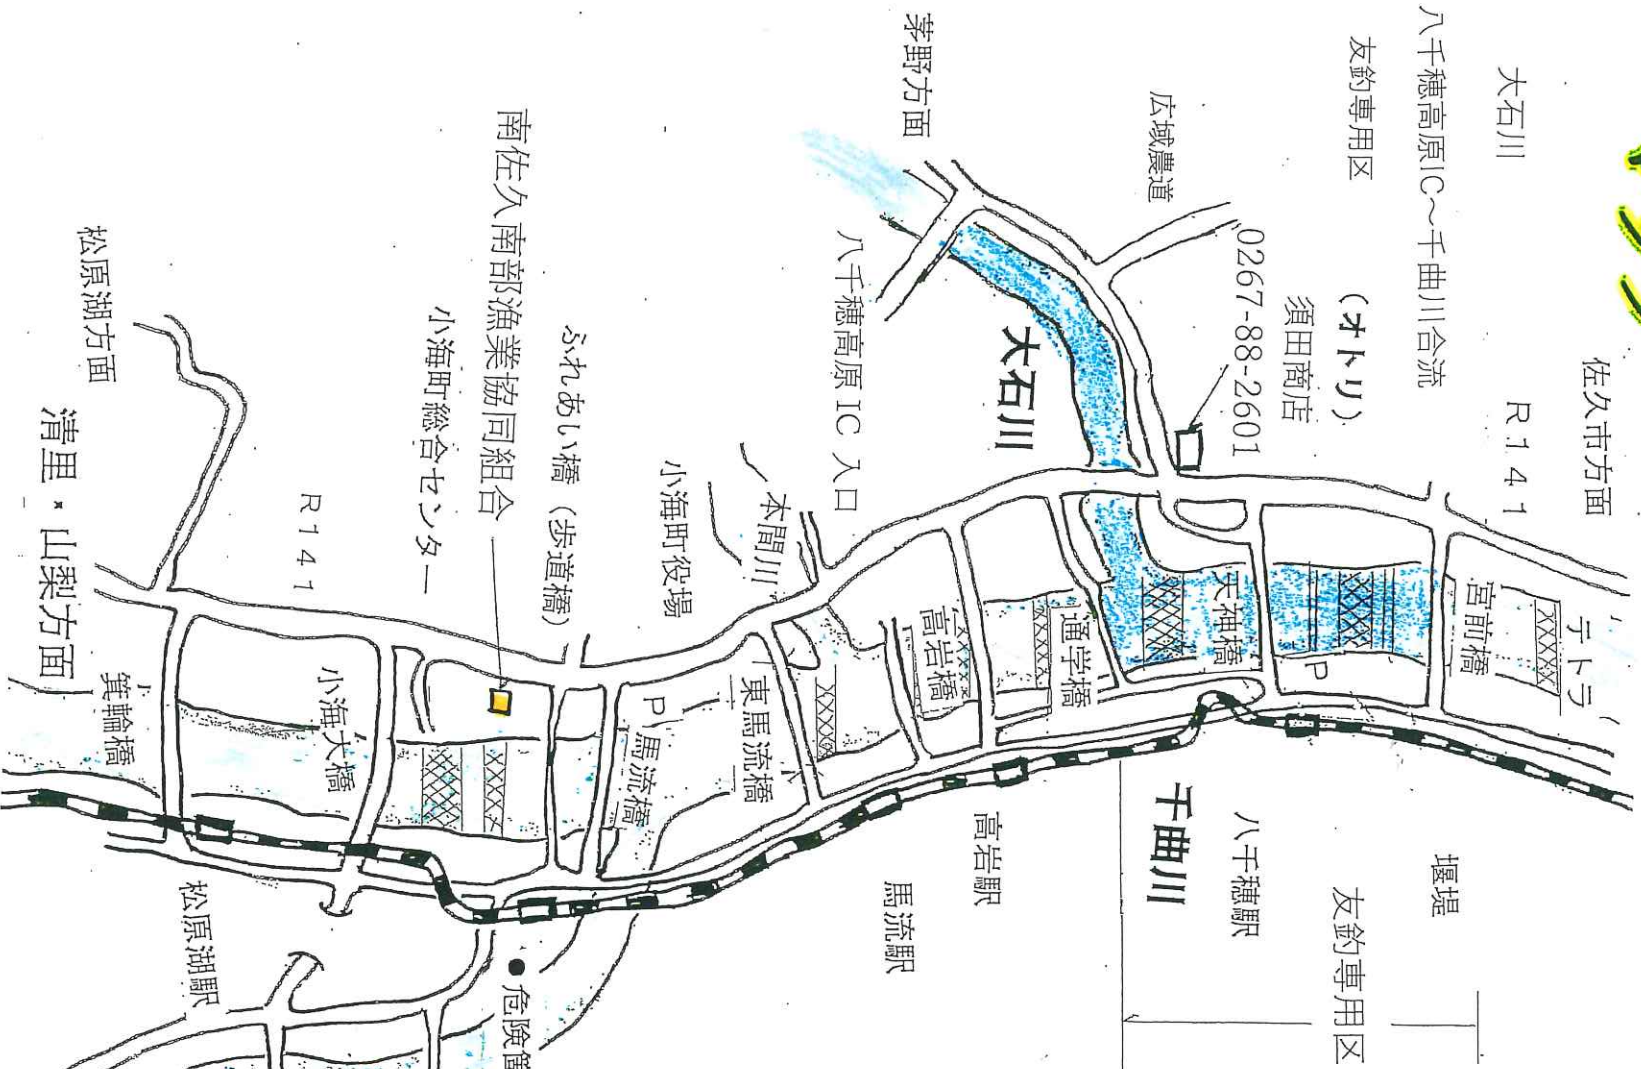 佐久市方面
R141
テトラ
宮前橋
堰堤
大石川
八千穂高原IC～千曲川合流
友釣専用区
(オトリ)
須田商店
0267-88-2601
広域農道
P
天神橋
八千穂駅
友釣専用区
千曲川
通学橋
大石川
茅野方面
高岩橋
高岩駅
八千穂高原 IC 入口
本間川
東馬流橋
馬流駅
小海町役場
P
馬流橋
ふれあい橋 (歩道橋)
南佐久南部漁業協同組合
小海町総合センター
危険箇
小海大橋
R141
松原湖駅
箕輪橋
松原湖方面
清里・山梨方面